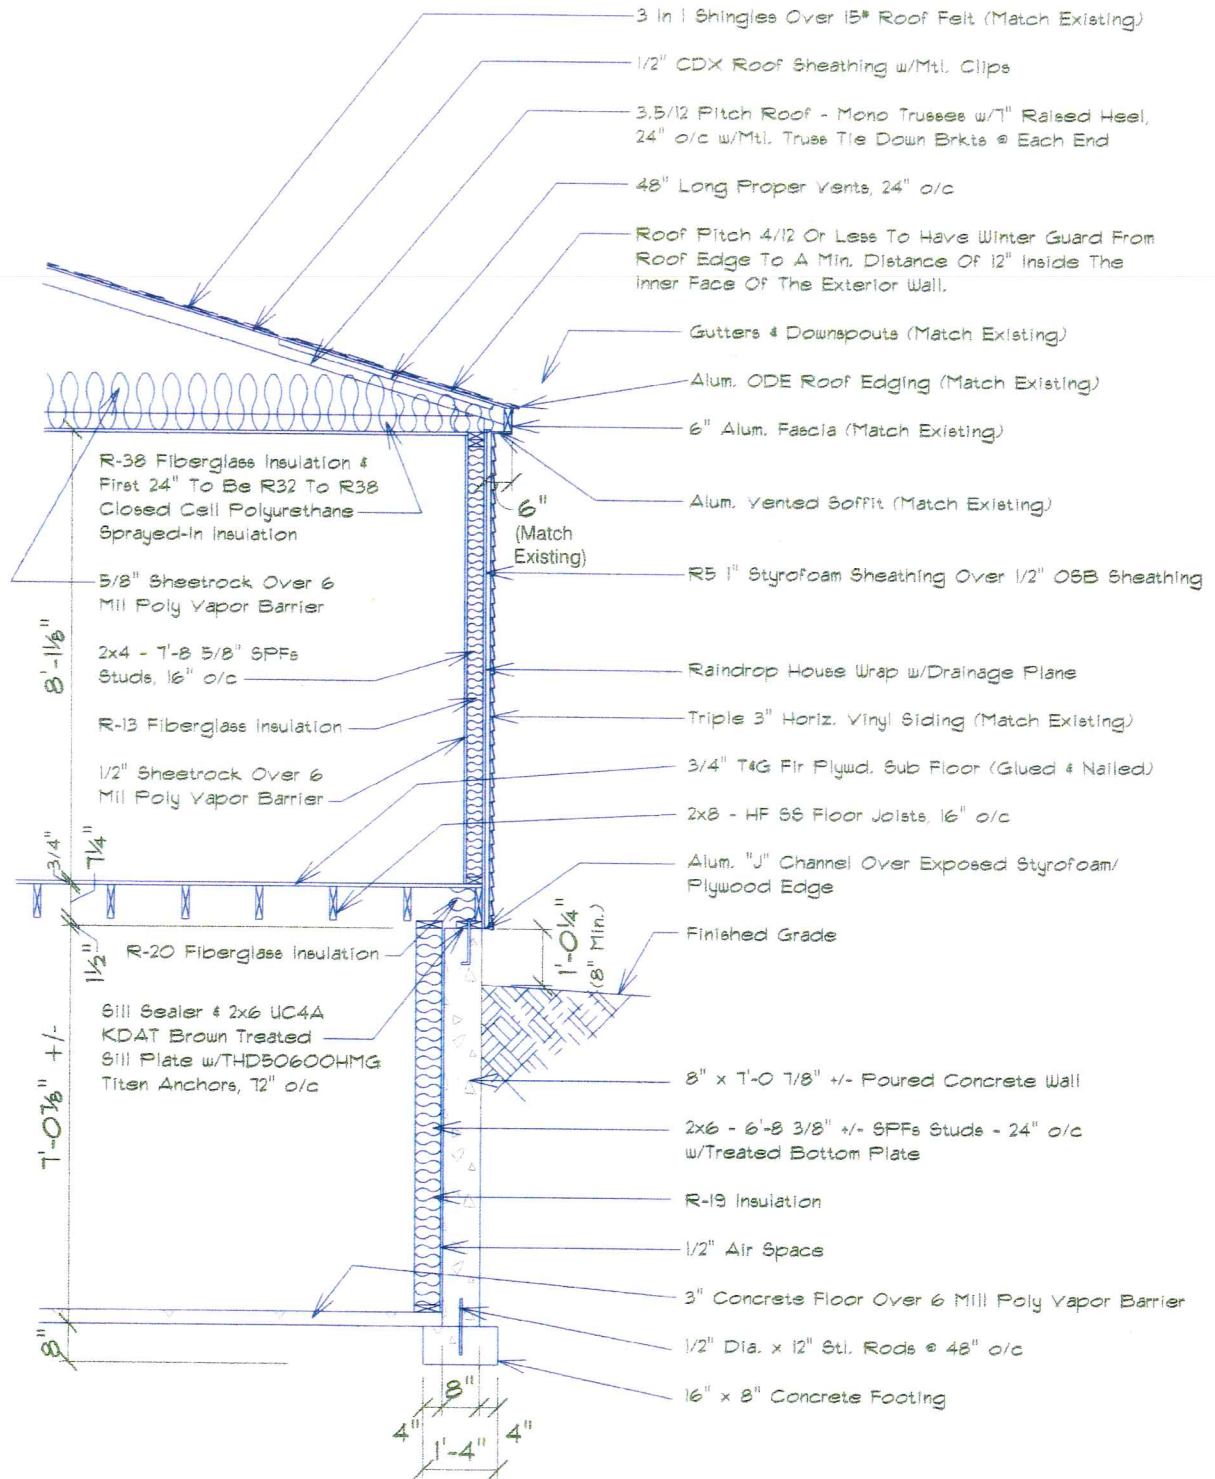 3 in 1 Shingles Over 15# Roof Felt (Match Existing)
1/2" CDX Roof Sheathing w/Mtl. Clips
3.5/12 Pitch Roof - Mono Trusses w/7" Raised Heel,
24" o/c w/Mtl. Truss Tie Down Brkts @ Each End
48" Long Proper Vents, 24" o/c
Roof Pitch 4/12 Or Less To Have Winter Guard From
Roof Edge To A Min. Distance Of 12" Inside The
Inner Face Of The Exterior Wall.
Gutters & Downspouts (Match Existing)
Alum. ODE Roof Edging (Match Existing)
6" Alum. Fascia (Match Existing)
Alum. Vented Soffit (Match Existing)
R5 1" Styrofoam Sheathing Over 1/2" OSB Sheathing
Raindrop House Wrap w/Drainage Plane
Triple 3" Horiz. Vinyl Siding (Match Existing)
3/4" T&G Fir Plywd. Sub Floor (Glued & Nailed)
2x8 - HF SS Floor Joists, 16" o/c
Alum. "J" Channel Over Exposed Styrofoam/
Plywood Edge
Finished Grade
8" x 7'-0 7/8" +/- Poured Concrete Wall
2x6 - 6'-8 3/8" +/- SPFs Studs - 24" o/c
w/Treated Bottom Plate
R-19 Insulation
1/2" Air Space
3" Concrete Floor Over 6 Mill Poly Vapor Barrier
1/2" Dia. x 12" Stl. Rods @ 48" o/c
16" x 8" Concrete Footing
R-38 Fiberglass Insulation &
First 24" To Be R32 To R38
Closed Cell Polyurethane
Sprayed-In Insulation
5/8" Sheetrock Over 6
Mil Poly Vapor Barrier
2x4 - 7'-8 5/8" SPFs
Studs, 16" o/c
R-13 Fiberglass Insulation
1/2" Sheetrock Over 6
Mil Poly Vapor Barrier
R-20 Fiberglass Insulation
Sill Sealer & 2x6 UC4A
KDAT Brown Treated
Sill Plate w/THD50600HMG
Titen Anchors, 72" o/c
6"
(Match
Existing)
8'-1 1/8"
3/4"
7 1/4"
1 1/2"
7'-0 7/8" +/-
8"
1'-0 1/4"
(8" Min.)
8"
4"
4"
1'-4"